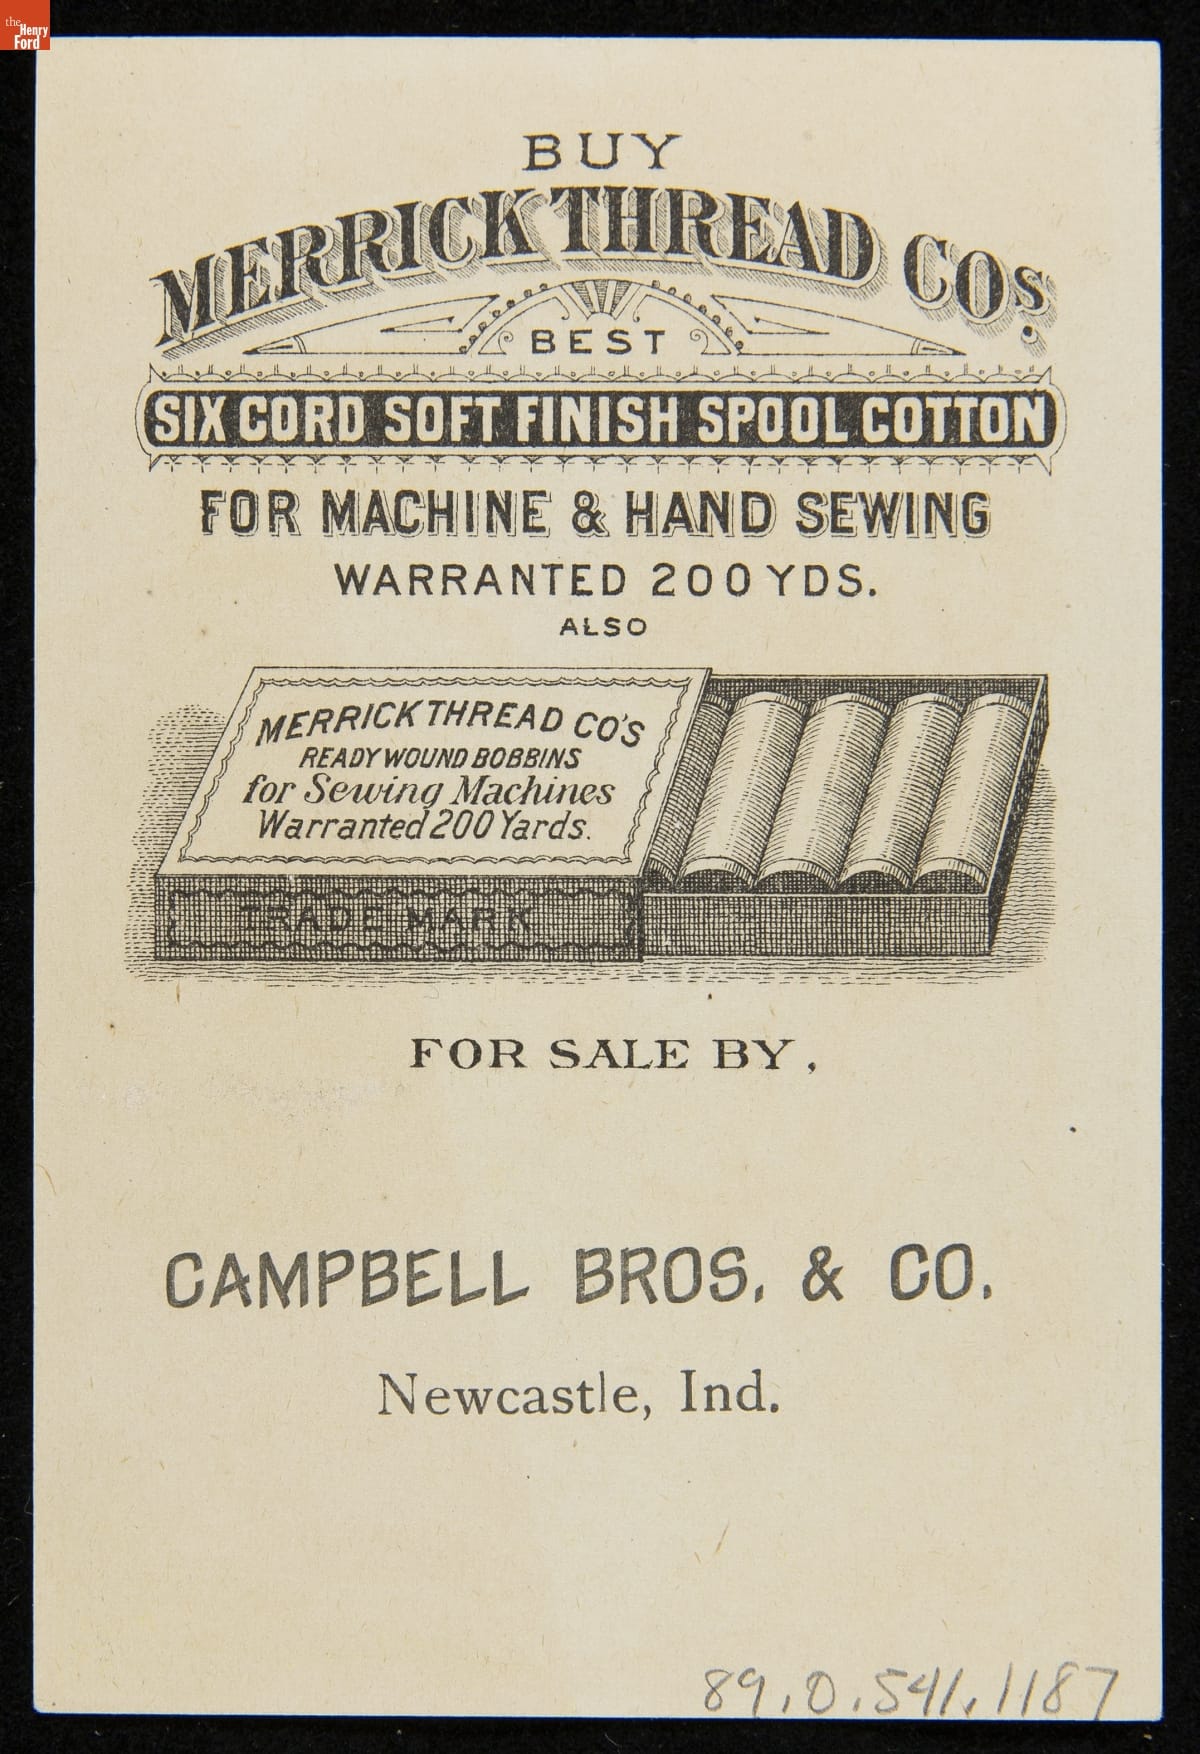 the
Henry
Ford
BUY
MERRICK THREAD COS.
BEST
SIX CORD SOFT FINISH SPOOL COTTON
FOR MACHINE & HAND SEWING
WARRANTED 200 YDS.
ALSO
MERRICK THREAD CO'S
READY WOUND BOBBINS
for Sewing Machines
Warranted 200 Yards.
TRADE MARK
FOR SALE BY,
CAMPBELL BROS. & CO.
Newcastle, Ind.
89.0.541.1187